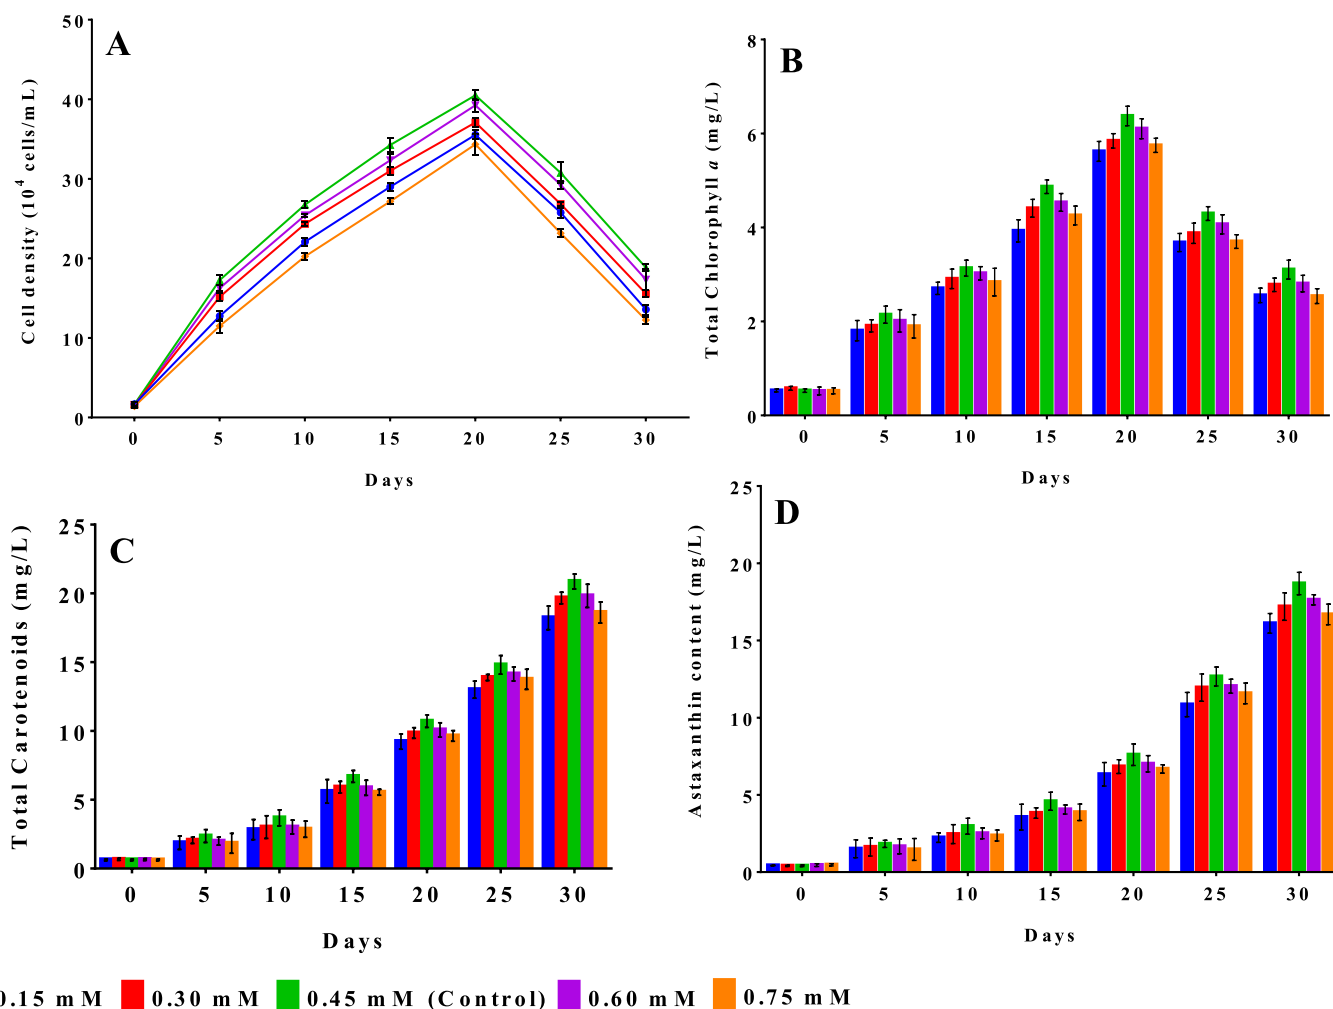 A
Cell density (10⁴ cells/mL)
50
40
30
20
10
0
0 5 10 15 20 25 30
Days
B
Total Chlorophyll a (mg/L)
8
6
4
2
0
0 5 10 15 20 25 30
Days
C
Total Carotenoids (mg/L)
25
20
15
10
5
0
0 5 10 15 20 25 30
Days
D
Astaxanthin content (mg/L)
25
20
15
10
5
0
0 5 10 15 20 25 30
Days
0.15 mM 0.30 mM 0.45 mM (Control) 0.60 mM 0.75 mM